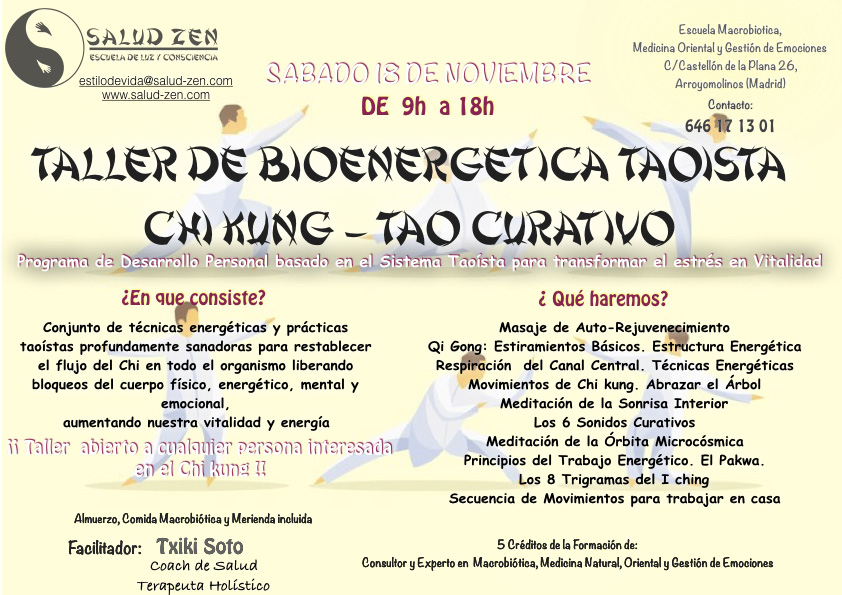 SALUD ZEN
ESCUELA DE LUZ Y CONSCIENCIA
estilodevida@salud-zen.com
www.salud-zen.com
SABADO 18 DE NOVIEMBRE
DE 9h a 18h
Escuela Macrobiotica,
Medicina Oriental y Gestión de Emociones
C/Castellón de la Plana 26,
Arroyomolinos (Madrid)
Contacto:
646 17 13 01
TALLER DE BIOENERGETICA TAOISTA
CHI KUNG – TAO CURATIVO
Programa de Desarrollo Personal basado en el Sistema Taoísta para transformar el estrés en Vitalidad
¿En que consiste?
Conjunto de técnicas energéticas y prácticas
taoístas profundamente sanadoras para restablecer
el flujo del Chi en todo el organismo liberando
bloqueos del cuerpo físico, energético, mental y
emocional,
aumentando nuestra vitalidad y energía
¡¡ Taller abierto a cualquier persona interesada
en el Chi kung !!
¿ Qué haremos?
Masaje de Auto-Rejuvenecimiento
Qi Gong: Estiramientos Básicos. Estructura Energética
Respiración del Canal Central. Técnicas Energéticas
Movimientos de Chi kung. Abrazar el Árbol
Meditación de la Sonrisa Interior
Los 6 Sonidos Curativos
Meditación de la Órbita Microcósmica
Principios del Trabajo Energético. El Pakwa.
Los 8 Trigramas del I ching
Secuencia de Movimientos para trabajar en casa
Almuerzo, Comida Macrobiótica y Merienda incluida
Facilitador: Txiki Soto
Coach de Salud
Terapeuta Holístico
5 Créditos de la Formación de:
Consultor y Experto en Macrobiótica, Medicina Natural, Oriental y Gestión de Emociones